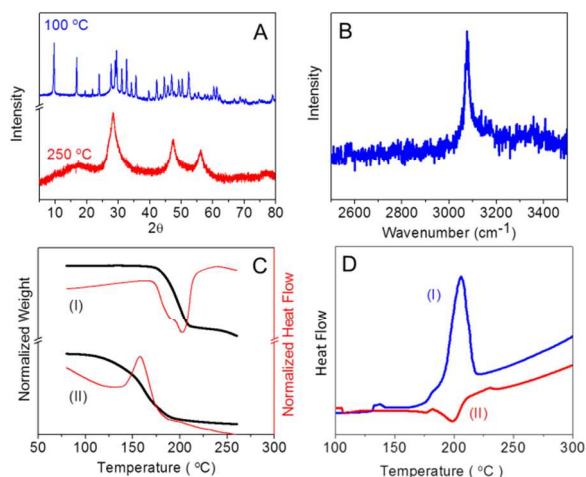 100 °C
A
250 °C
Intensity
10 20 30 40 50 60 70 80
2θ
B
Intensity
2600 2800 3000 3200 3400
Wavenumber (cm-1)
C
(I)
(II)
Normalized Weight
Normalized Heat Flow
50 100 150 200 250 300
Temperature ( °C)
D
(I)
(II)
Heat Flow
100 150 200 250 300
Temperature ( °C)